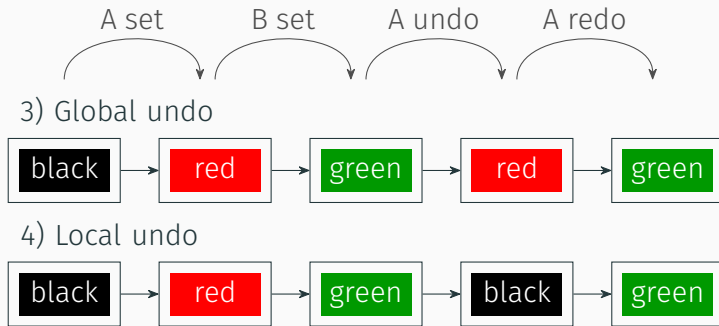 A set B set A undo A redo
3) Global undo
black red green red green
4) Local undo
black red green black green